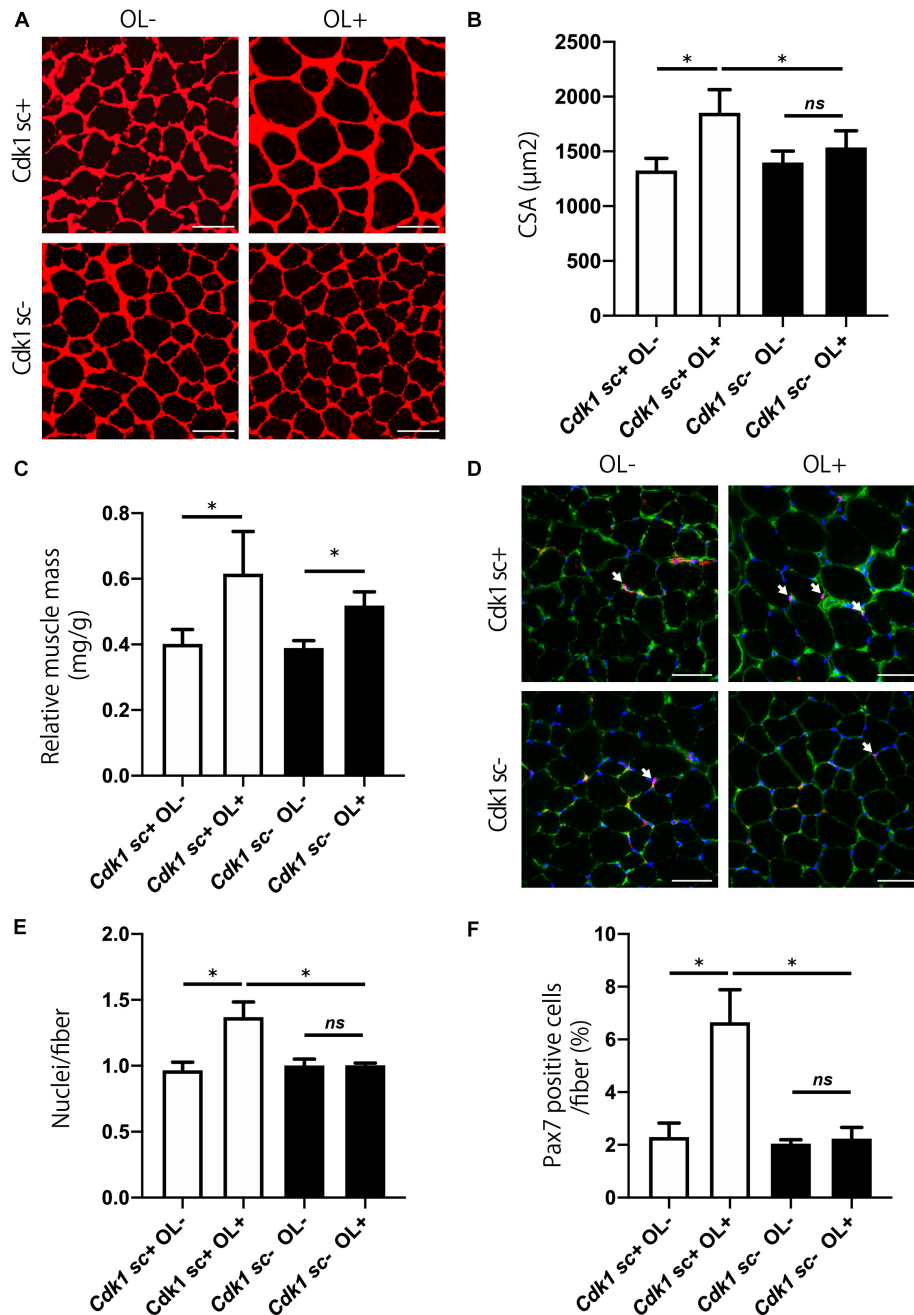 A
OL-
OL+
Cdk1 sc+
Cdk1 sc-
B
CSA (μm2)
2500
2000
1500
1000
500
0
*
*
ns
Cdk1 sc+ OL-
Cdk1 sc+ OL+
Cdk1 sc- OL-
Cdk1 sc- OL+
C
Relative muscle mass
(mg/g)
0.8
0.6
0.4
0.2
0.0
*
*
Cdk1 sc+ OL-
Cdk1 sc+ OL+
Cdk1 sc- OL-
Cdk1 sc- OL+
D
OL-
OL+
Cdk1 sc+
Cdk1 sc-
E
Nuclei/fiber
2.0
1.5
1.0
0.5
0.0
*
*
ns
Cdk1 sc+ OL-
Cdk1 sc+ OL+
Cdk1 sc- OL-
Cdk1 sc- OL+
F
Pax7 positive cells
/fiber (%)
10
8
6
4
2
0
*
*
ns
Cdk1 sc+ OL-
Cdk1 sc+ OL+
Cdk1 sc- OL-
Cdk1 sc- OL+